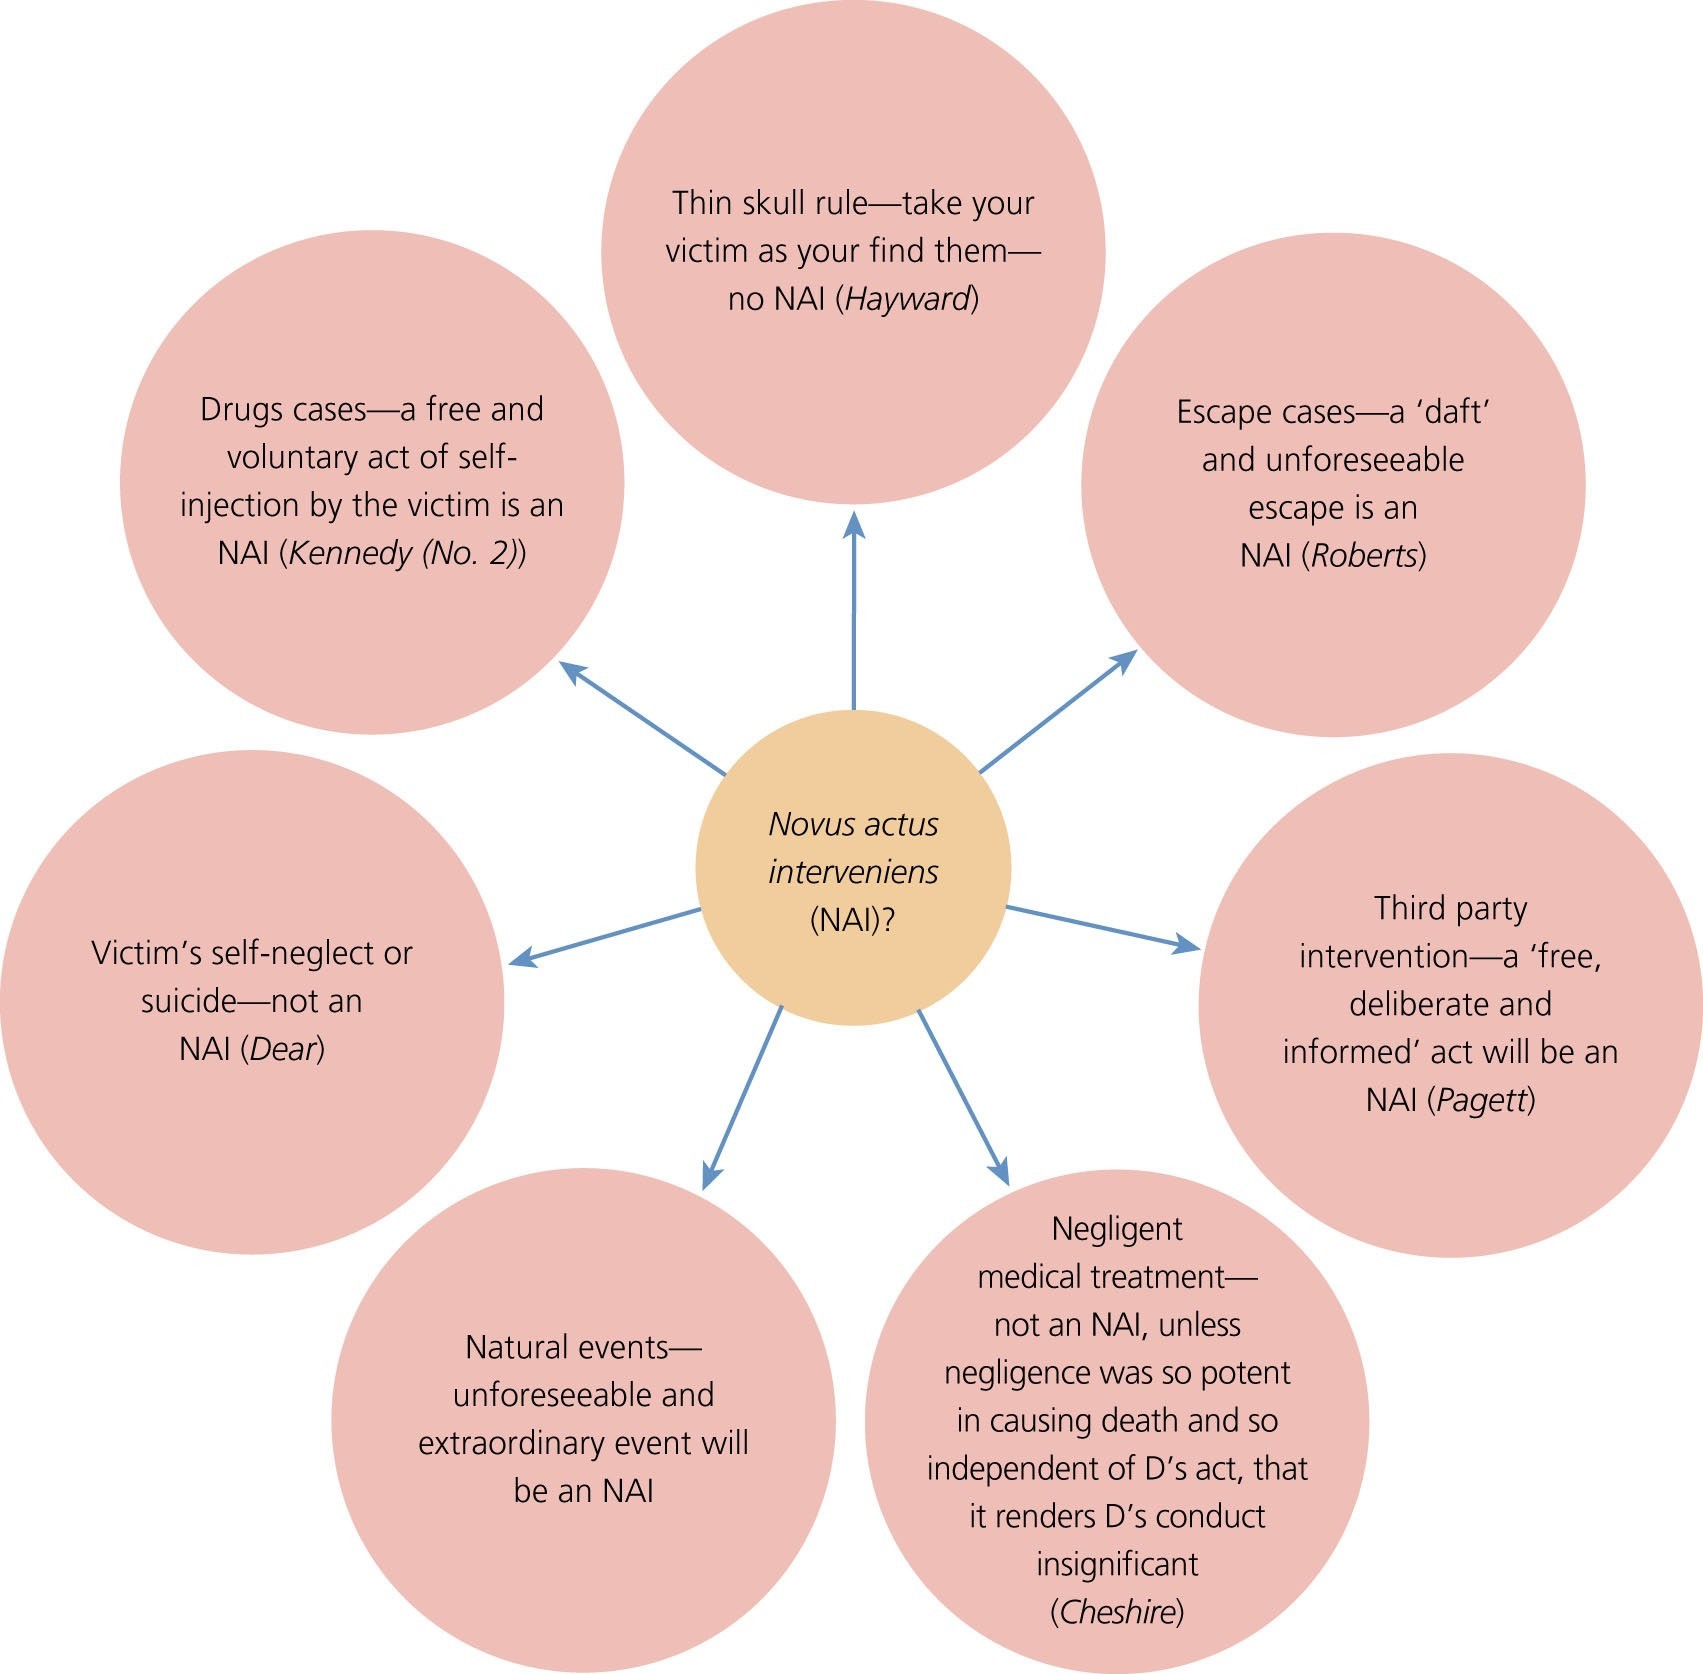 Thin skull rule—take your
victim as your find them—
no NAI (Hayward)
Escape cases—a ‘daft’
and unforeseeable
escape is an
NAI (Roberts)
Third party
intervention—a ‘free,
deliberate and
informed’ act will be an
NAI (Pagett)
Negligent
medical treatment—
not an NAI, unless
negligence was so potent
in causing death and so
independent of D’s act, that
it renders D’s conduct
insignificant
(Cheshire)
Natural events—
unforeseeable and
extraordinary event will
be an NAI
Victim’s self-neglect or
suicide—not an
NAI (Dear)
Drugs cases—a free and
voluntary act of self-
injection by the victim is an
NAI (Kennedy (No. 2))
Novus actus
interveniens
(NAI)?